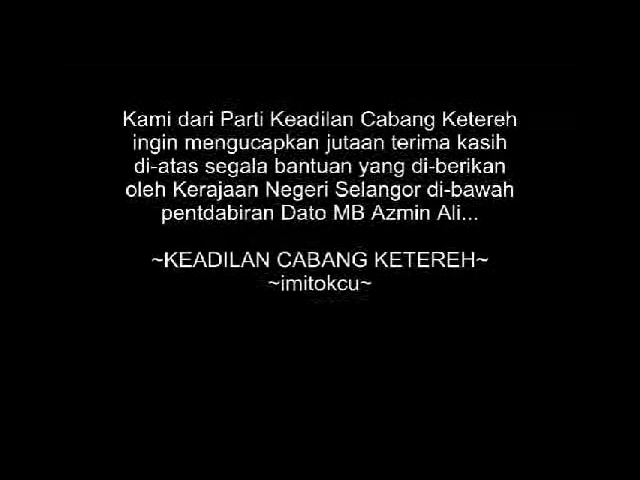 Kami dari Parti Keadilan Cabang Ketereh
ingin mengucapkan jutaan terima kasih
di-atas segala bantuan yang di-berikan
oleh Kerajaan Negeri Selangor di-bawah
pentdabiran Dato MB Azmin Ali...
~KEADILAN CABANG KETEREH~
~imitokcu~